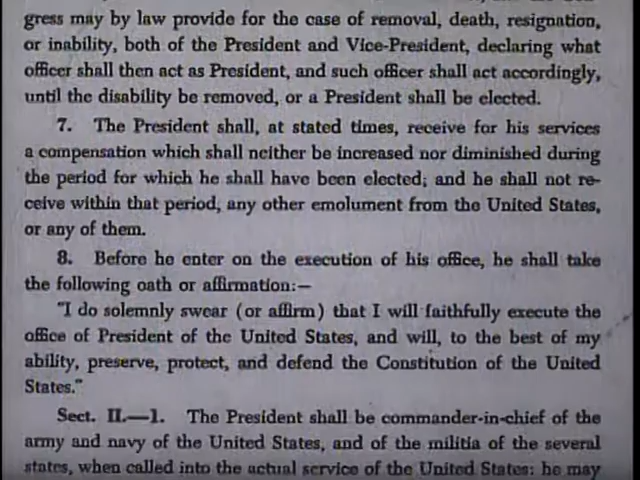 gress may by law provide for the case of removal, death, resignation,
or inability, both of the President and Vice-President, declaring what
officer shall then act as President, and such officer shall act accordingly,
until the disability be removed, or a President shall be elected.
7. The President shall, at stated times, receive for his services
a compensation which shall neither be increased nor diminished during
the period for which he shall have been elected; and he shall not re-
ceive within that period, any other emolument from the United States,
or any of them.
8. Before he enter on the execution of his office, he shall take
the following oath or affirmation:—
"I do solemnly swear (or affirm) that I will faithfully execute the
office of President of the United States, and will, to the best of my
ability, preserve, protect, and defend the Constitution of the United
States."
Sect. II.—1. The President shall be commander-in-chief of the
army and navy of the United States, and of the militia of the several
states, when called into the actual service of the United States: he may